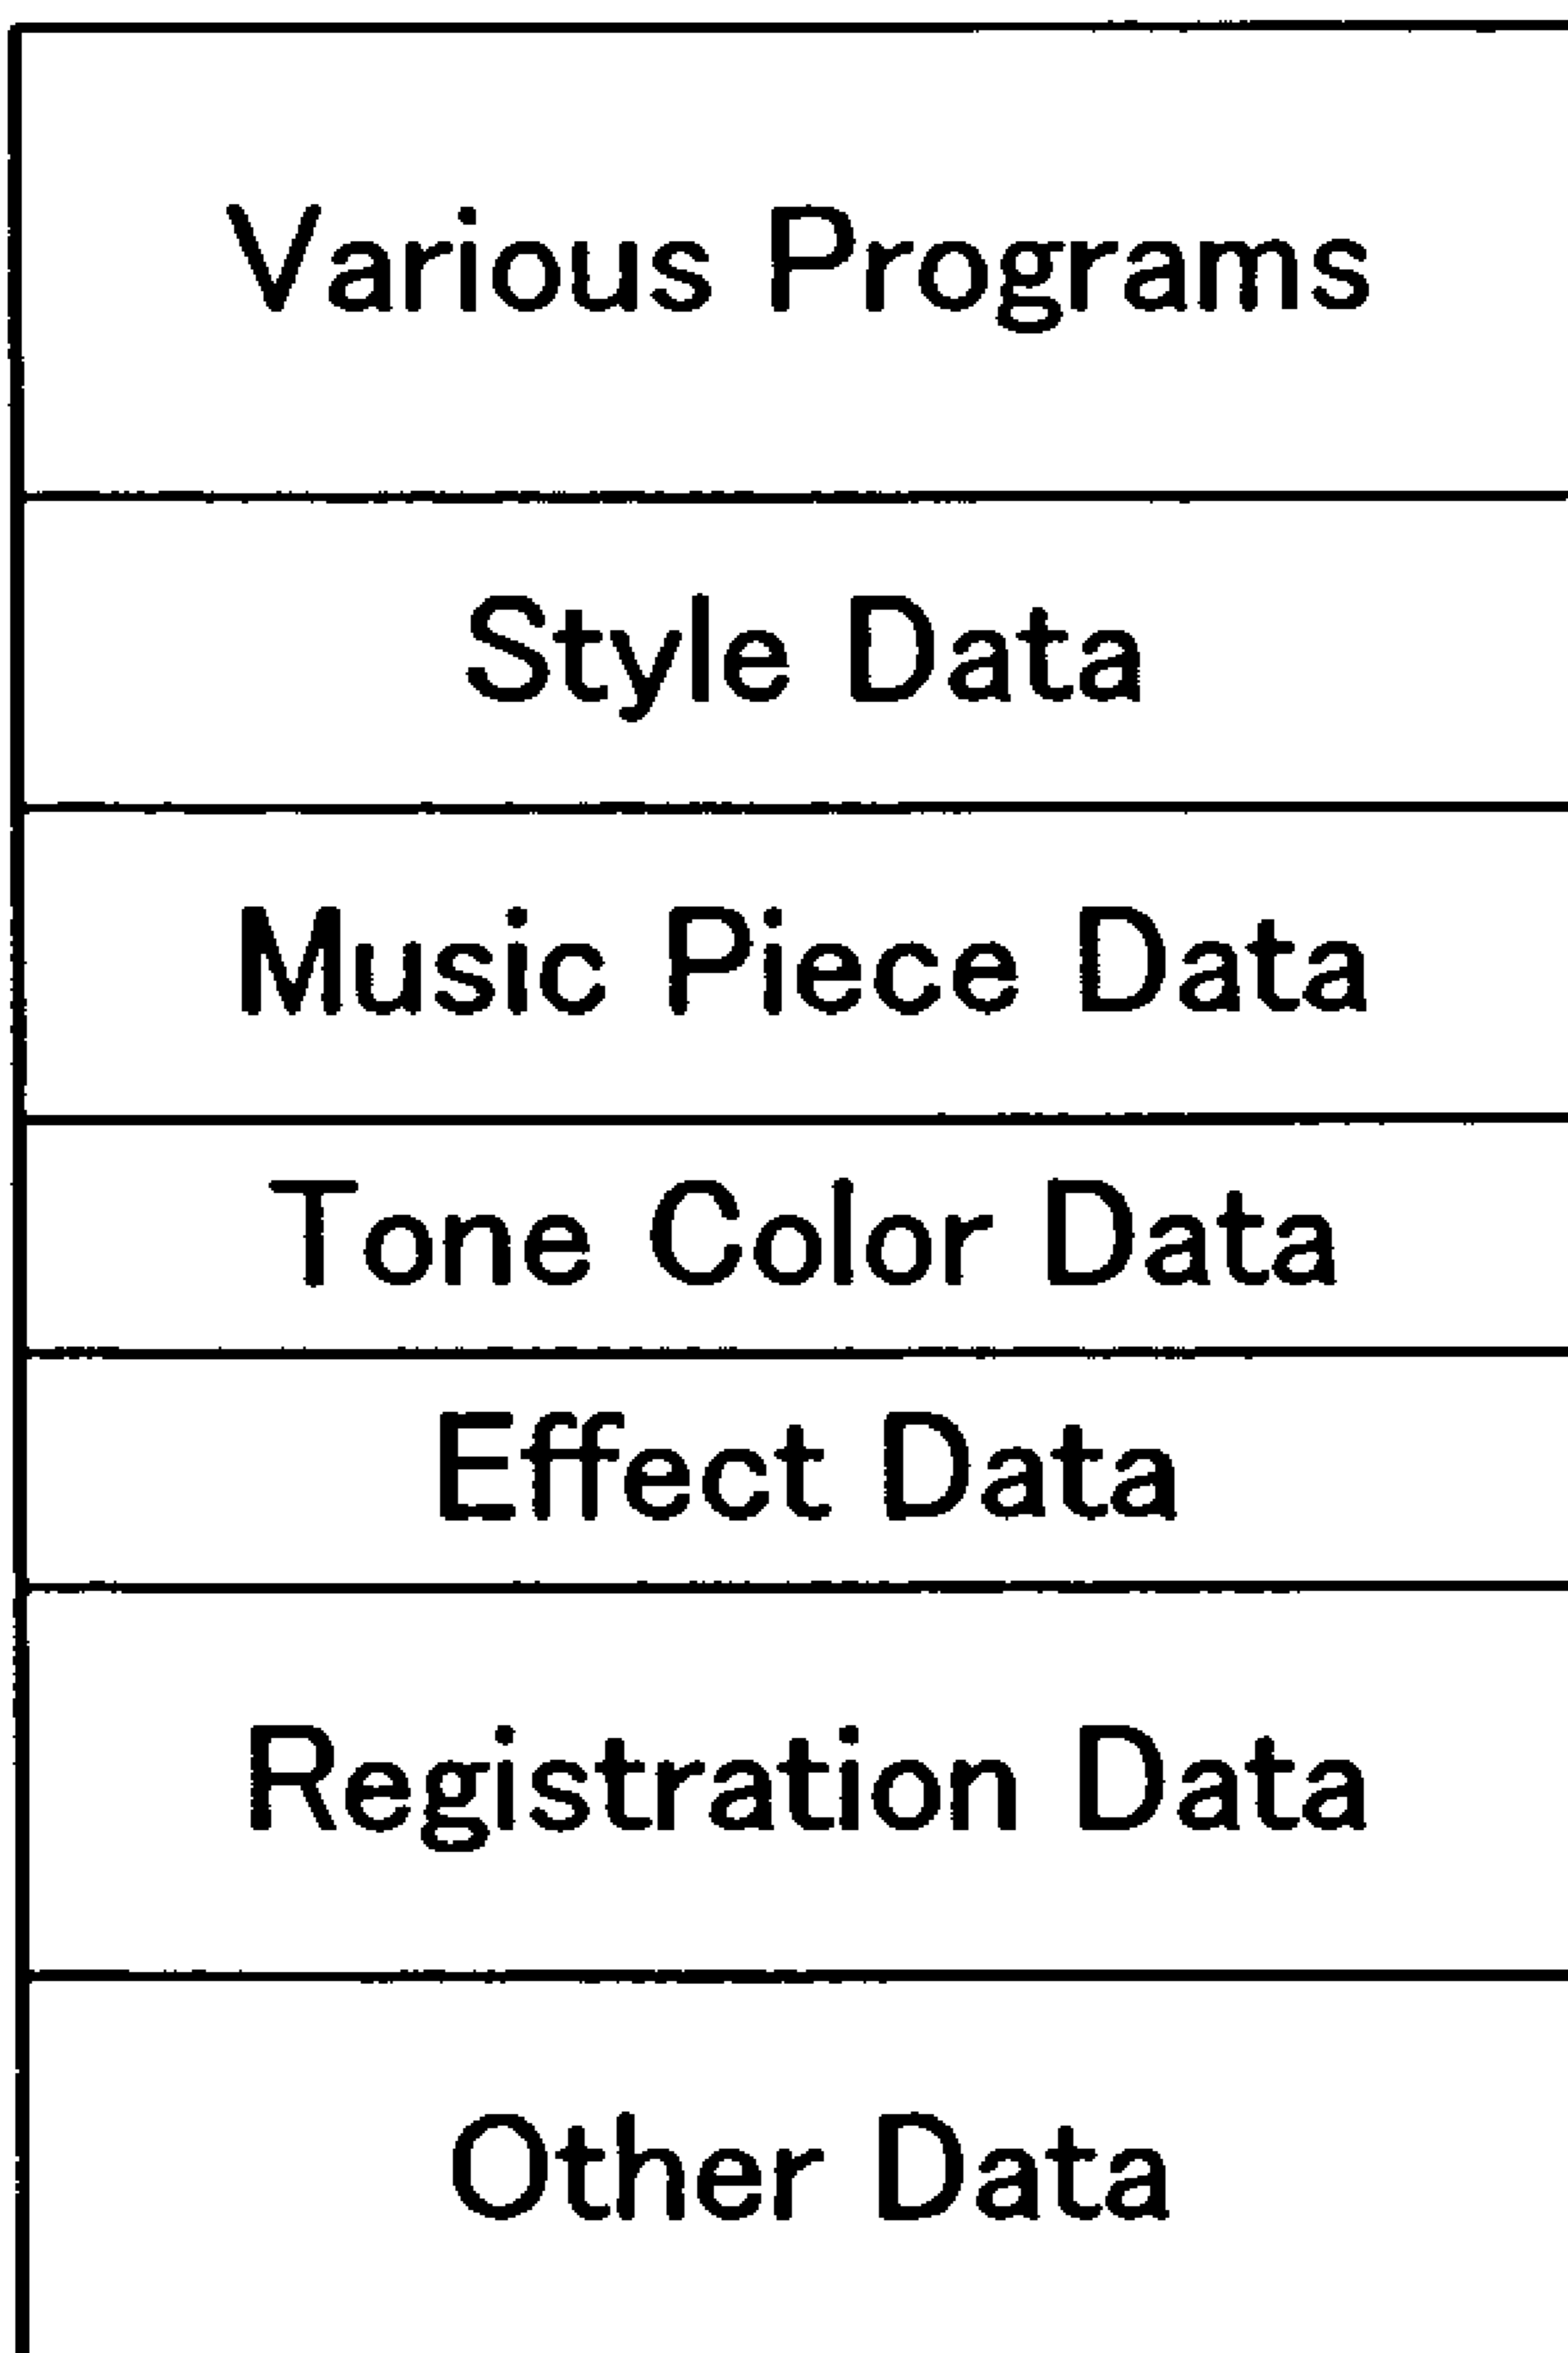 Various Programs
Style Data
Music Piece Data
Tone Color Data
Effect Data
Registration Data
Other Data